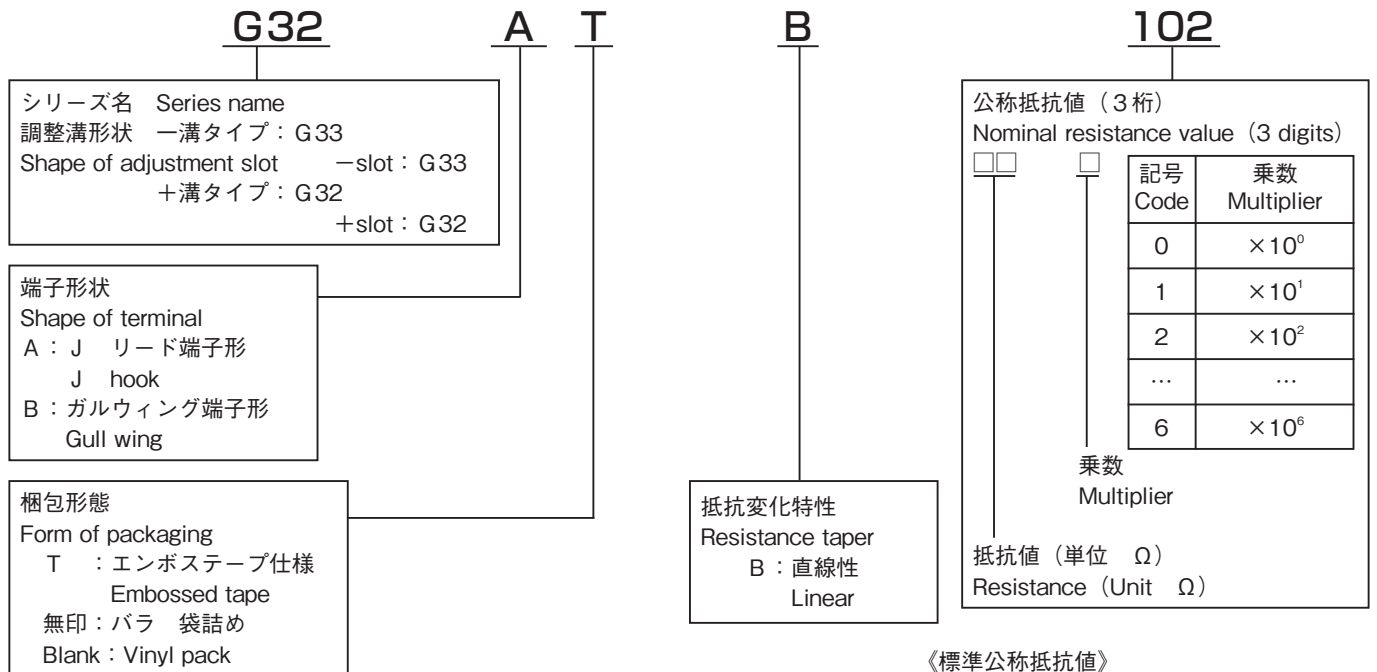 G32 A T B 102
シリーズ名 Series name
調整溝形状 －溝タイプ：G33
Shape of adjustment slot －slot：G33
＋溝タイプ：G32
＋slot：G32
端子形状
Shape of terminal
A：J リード端子形
J hook
B：ガルウィング端子形
Gull wing
梱包形態
Form of packaging
T ：エンボステープ仕様
Embossed tape
無印：バラ 袋詰め
Blank：Vinyl pack
抵抗変化特性
Resistance taper
B：直線性
Linear
公称抵抗値（3桁）
Nominal resistance value（3 digits）
□□ □
記号 乗数
Code Multiplier
0 ×10⁰
1 ×10¹
2 ×10²
… …
6 ×10⁶
乗数
Multiplier
抵抗値（単位 Ω）
Resistance（Unit Ω）
《標準公称抵抗値》